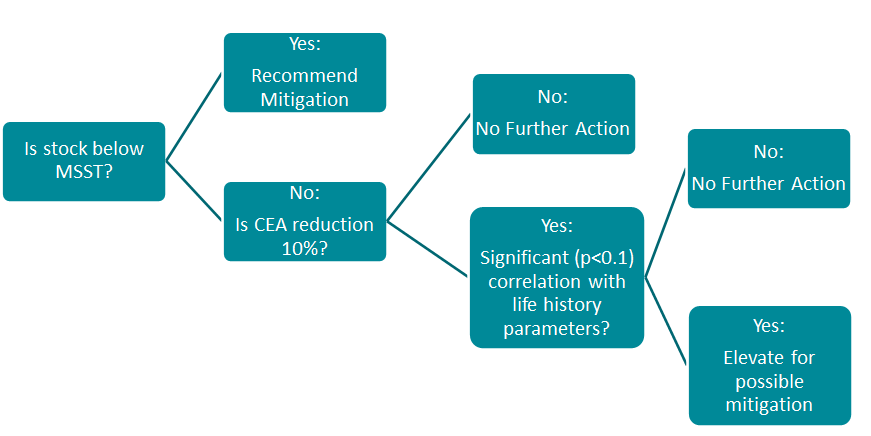 Is stock below
MSST?
Yes:
Recommend
Mitigation
No:
Is CEA reduction
10%?
No:
No Further Action
Yes:
Significant (p<0.1)
correlation with
life history
parameters?
No:
No Further Action
Yes:
Elevate for
possible
mitigation